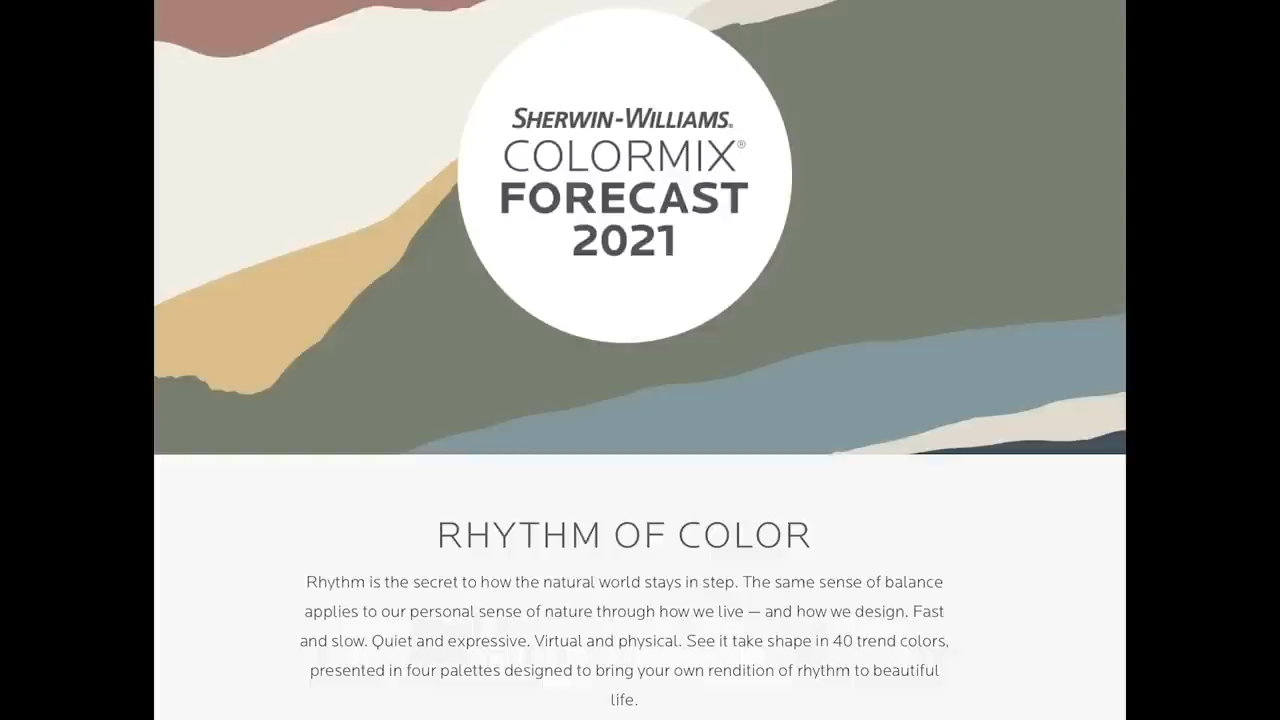 SHERWIN-WILLIAMS.
COLORMIX®
FORECAST
2021
RHYTHM OF COLOR
Rhythm is the secret to how the natural world stays in step. The same sense of balance
applies to our personal sense of nature through how we live — and how we design. Fast
and slow. Quiet and expressive. Virtual and physical. See it take shape in 40 trend colors,
presented in four palettes designed to bring your own rendition of rhythm to beautiful
life.